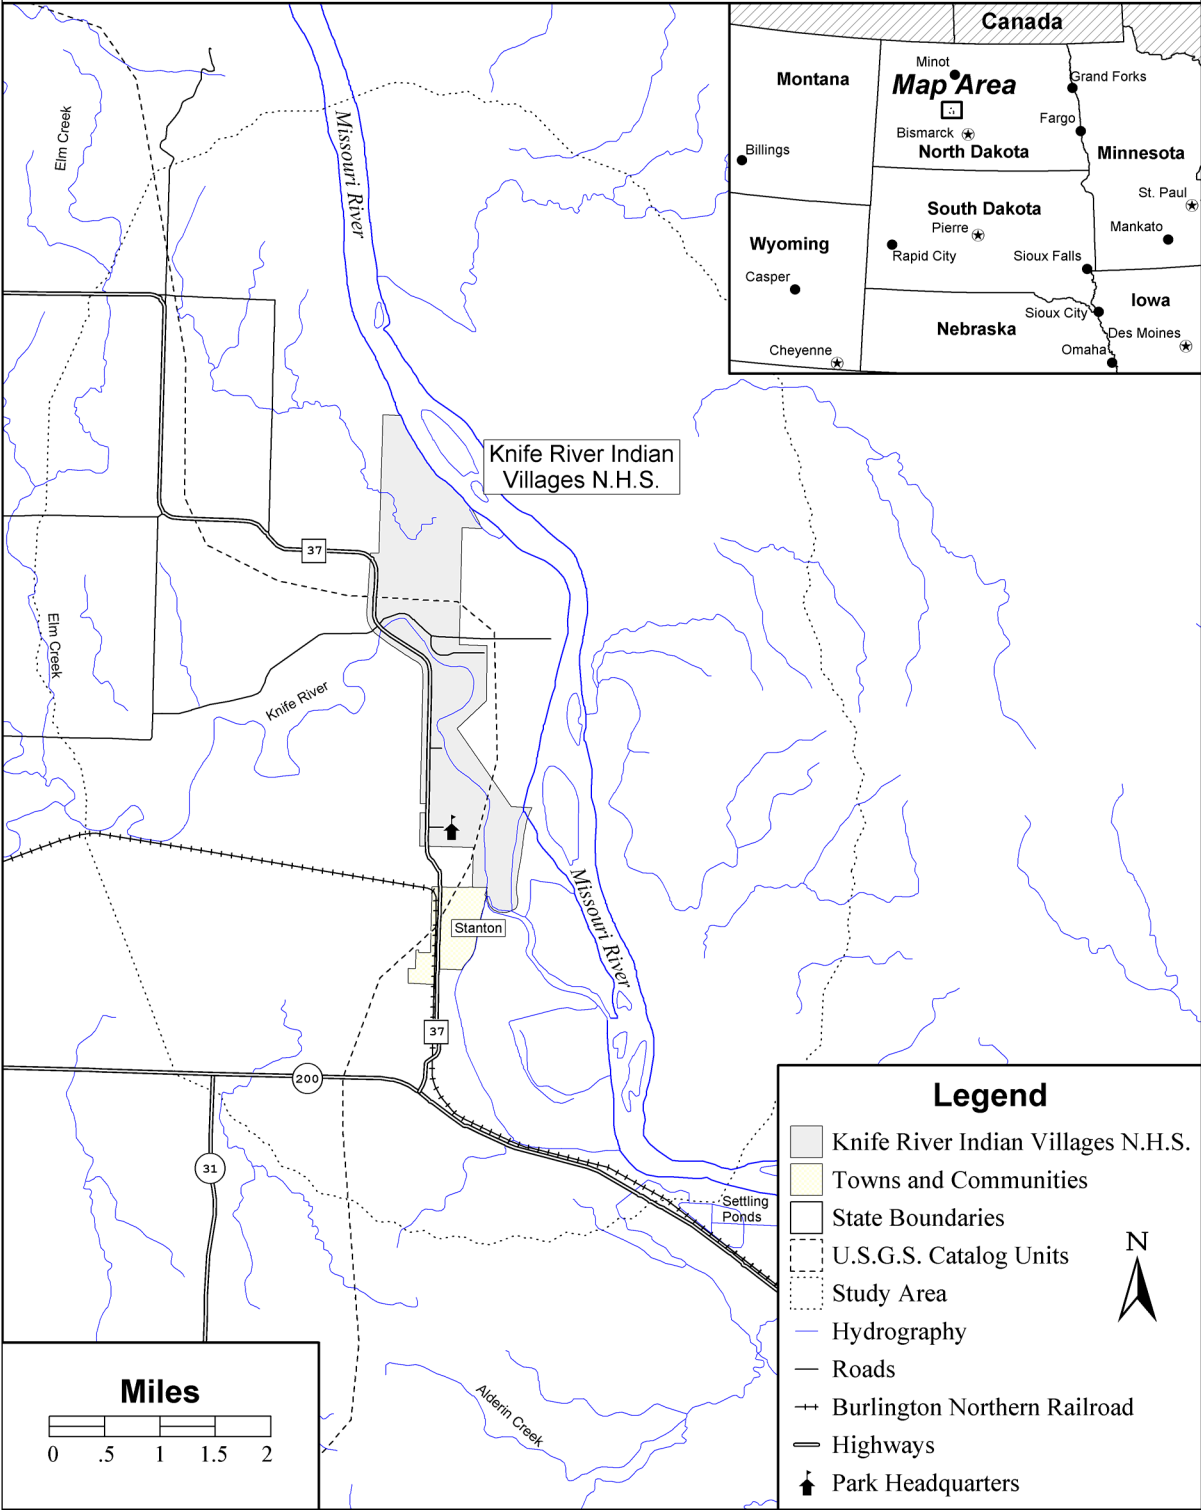 Canada
Montana
Minot
Map Area
Grand Forks
Fargo
Bismarck
North Dakota
Minnesota
Billings
St. Paul
South Dakota
Pierre
Mankato
Wyoming
Rapid City
Sioux Falls
Casper
Iowa
Sioux City
Nebraska
Des Moines
Cheyenne
Omaha
Elm Creek
Missouri River
Knife River Indian
Villages N.H.S.
37
Elm Creek
Knife River
Missouri River
Stanton
37
200
31
Settling
Ponds
Alderin Creek
Legend
Knife River Indian Villages N.H.S.
Towns and Communities
State Boundaries
U.S.G.S. Catalog Units
Study Area
Hydrography
Roads
Burlington Northern Railroad
Highways
Park Headquarters
N
Miles
0 .5 1 1.5 2